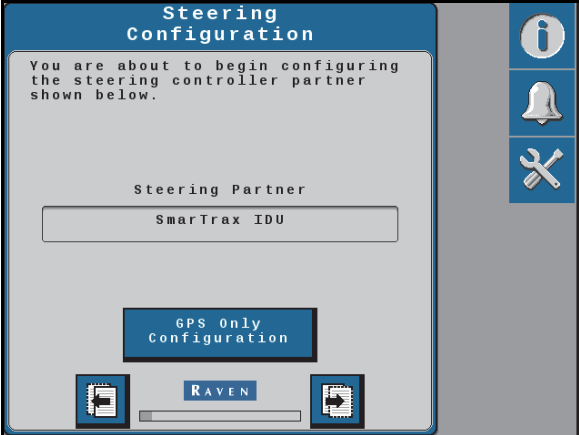 Steering
Configuration
You are about to begin configuring
the steering controller partner
shown below.
Steering Partner
SmarTrax IDU
GPS Only
Configuration
RAVEN